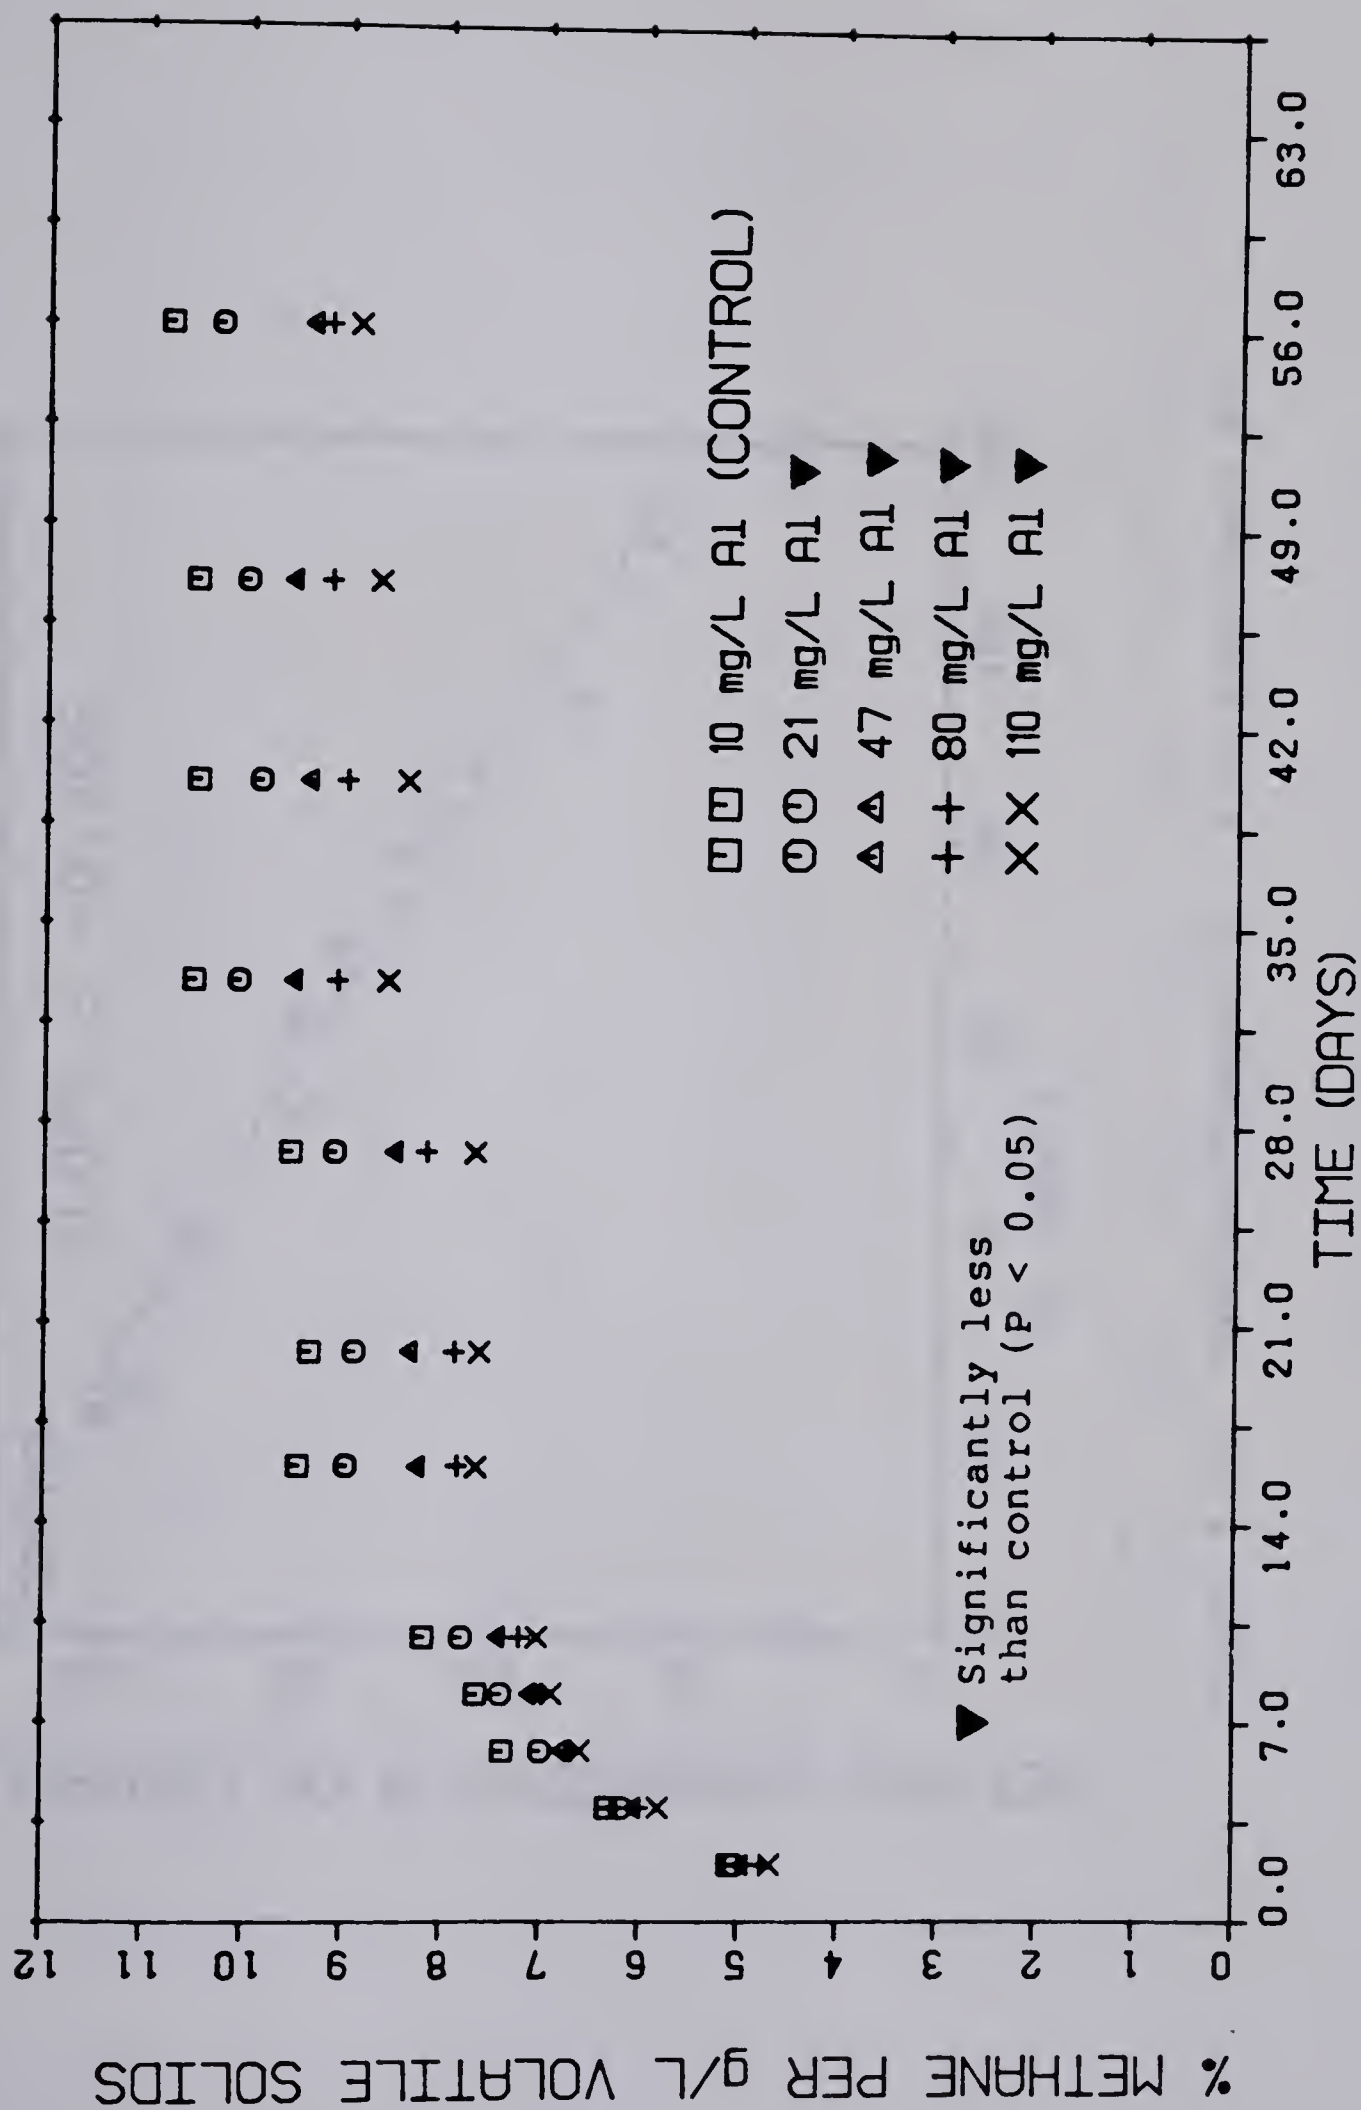 % METHANE PER g/L VOLATILE SOLIDS
12
11
10
9
8
7
6
5
4
3
2
1
0
10 mg/L Al (CONTROL)
21 mg/L Al ▼
47 mg/L Al ▼
+ + 80 mg/L Al ▼
X X 110 mg/L Al ▼
▼ Significantly less
than control (P < 0.05)
0.0 7.0 14.0 21.0 28.0 35.0 42.0 49.0 56.0 63.0
TIME (DAYS)